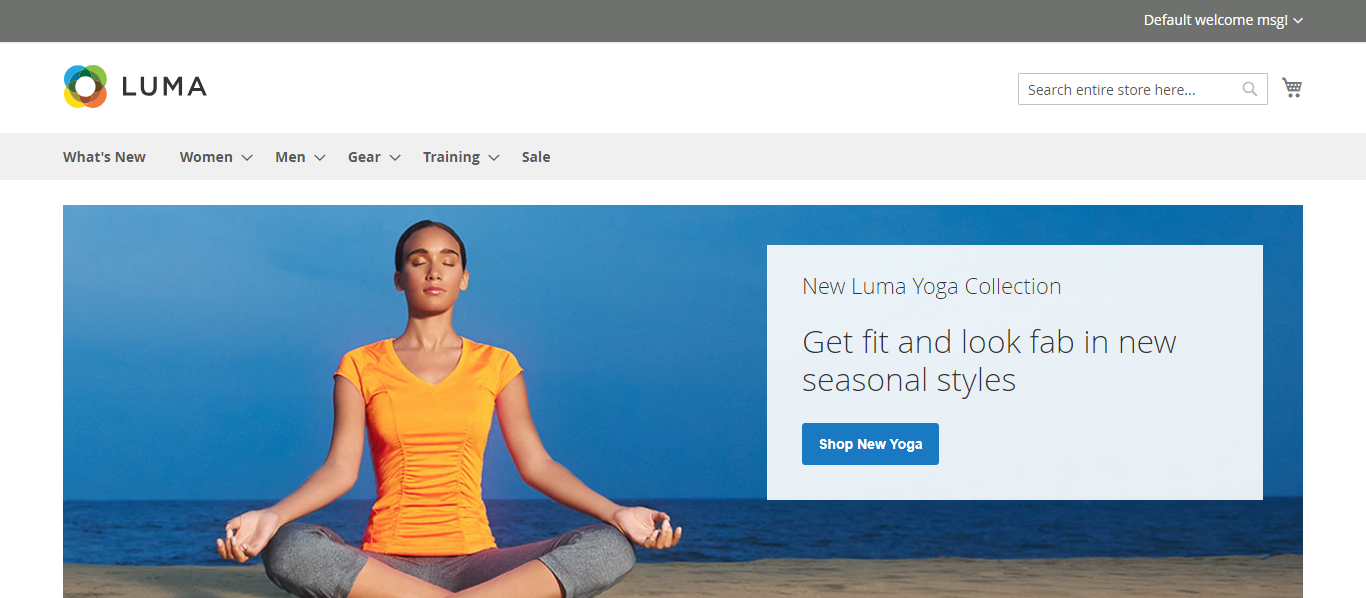 Default welcome msg!
LUMA
Search entire store here...
What's New Women Men Gear Training Sale
New Luma Yoga Collection
Get fit and look fab in new
seasonal styles
Shop New Yoga